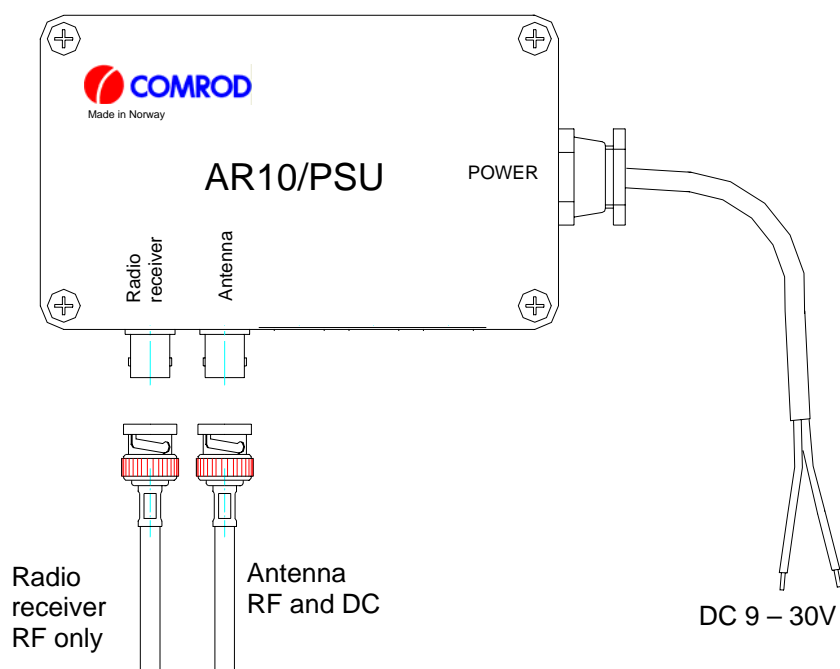 COMROD
Made in Norway
AR10/PSU
POWER
Radio
receiver
Antenna
Radio
receiver
RF only
Antenna
RF and DC
DC 9 – 30V